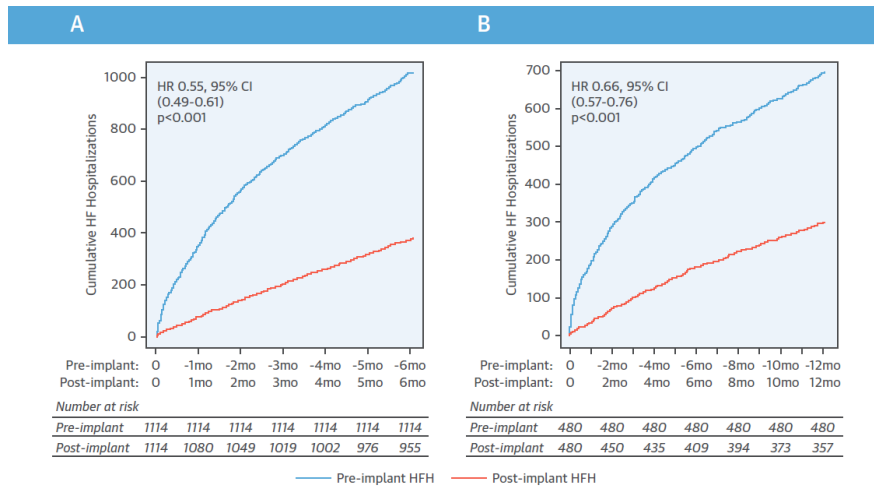 A
HR 0.55, 95% CI
(0.49-0.61)
p<0.001
Cumulative HF Hospitalizations
1000
800
600
400
200
0
Pre-implant: 0 -1mo -2mo -3mo -4mo -5mo -6mo
Post-implant: 0 1mo 2mo 3mo 4mo 5mo 6mo
Number at risk
Pre-implant 1114 1114 1114 1114 1114 1114 1114
Post-implant 1114 1080 1049 1019 1002 976 955
B
HR 0.66, 95% CI
(0.57-0.76)
p<0.001
Cumulative HF Hospitalizations
700
600
500
400
300
200
100
0
Pre-implant: 0 -2mo -4mo -6mo -8mo -10mo -12mo
Post-implant: 0 2mo 4mo 6mo 8mo 10mo 12mo
Number at risk
Pre-implant 480 480 480 480 480 480 480
Post-implant 480 450 435 409 394 373 357
Pre-implant HFH Post-implant HFH